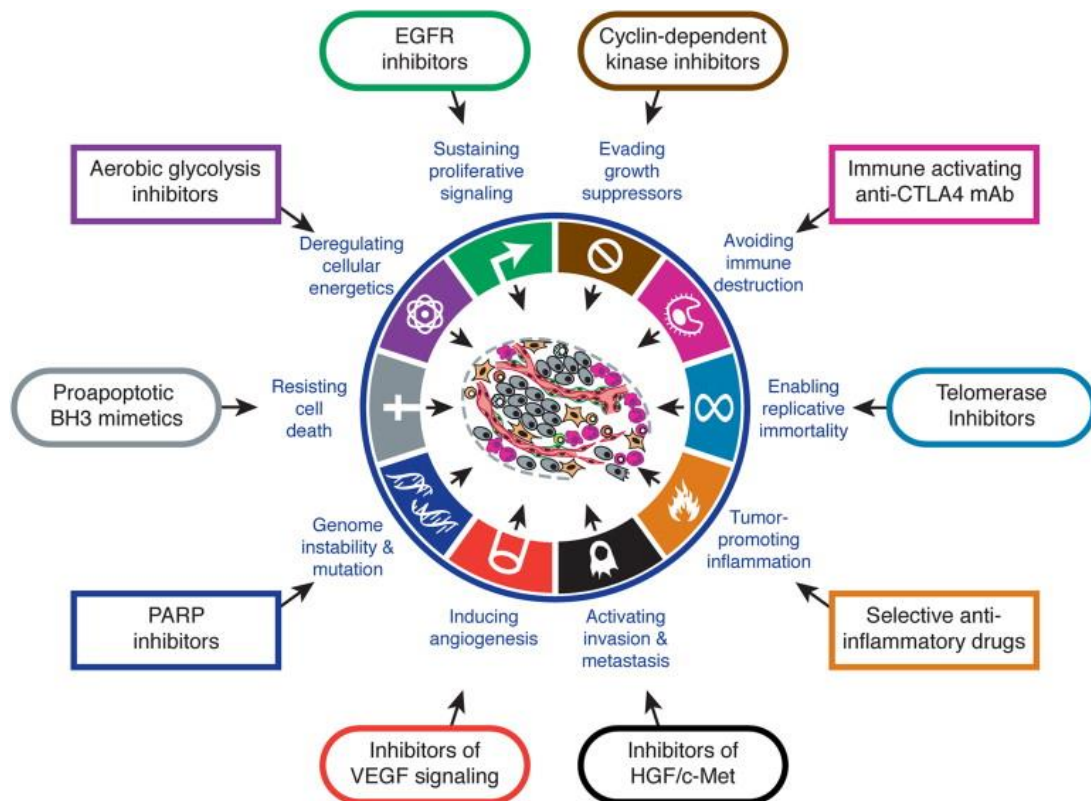 EGFR
inhibitors
Cyclin-dependent
kinase inhibitors
Sustaining
proliferative
signaling
Evading
growth
suppressors
Aerobic glycolysis
inhibitors
Immune activating
anti-CTLA4 mAb
Deregulating
cellular
energetics
Avoiding
immune
destruction
Proapoptotic
BH3 mimetics
Resisting
cell
death
Enabling
replicative
immortality
Telomerase
Inhibitors
Genome
instability &
mutation
Tumor-
promoting
inflammation
PARP
inhibitors
Inducing
angiogenesis
Activating
invasion &
metastasis
Selective anti-
inflammatory drugs
Inhibitors of
VEGF signaling
Inhibitors of
HGF/c-Met